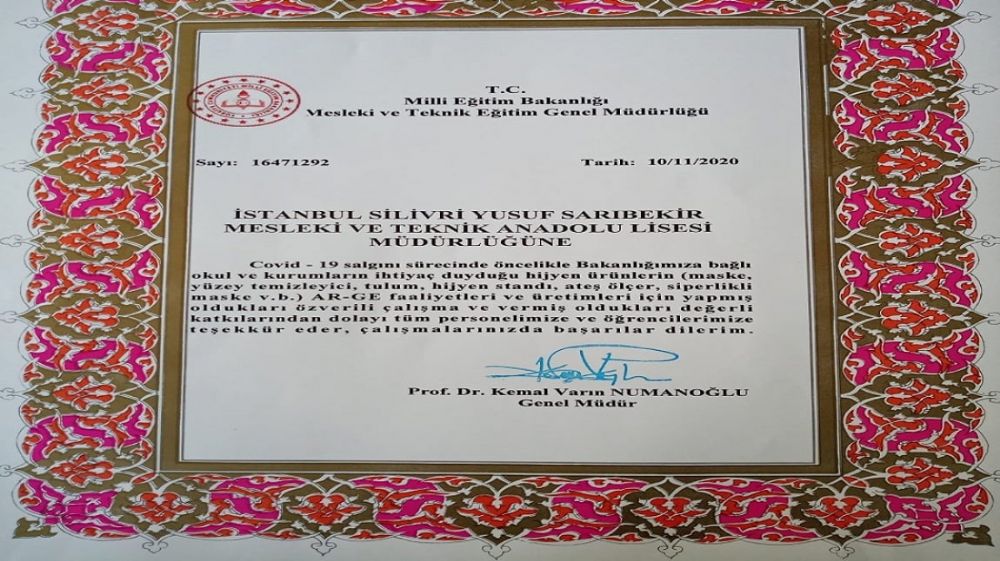 T.C.
Milli Eğitim Bakanlığı
Mesleki ve Teknik Eğitim Genel Müdürlüğü
Sayı: 16471292 Tarih: 10/11/2020
İSTANBUL SİLİVRİ YUSUF SARIBEKİR
MESLEKİ VE TEKNİK ANADOLU LİSESİ
MÜDÜRLÜĞÜNE
Covid - 19 salgını sürecinde öncelikle Bakanlığımıza bağlı
okul ve kurumların ihtiyaç duyduğu hijyen ürünlerin (maske,
yüzey temizleyici, tulum, hijyen standı, ateş ölçer, siperlikli
maske v.b.) AR-GE faaliyetleri ve üretimleri için yapmış
oldukları özverili çalışma ve vermiş oldukları değerli
katkılarından dolayı tüm personelimize ve öğrencilerimize
teşekkür eder, çalışmalarınızda başarılar dilerim.
Prof. Dr. Kemal Varın NUMANOĞLU
Genel Müdür